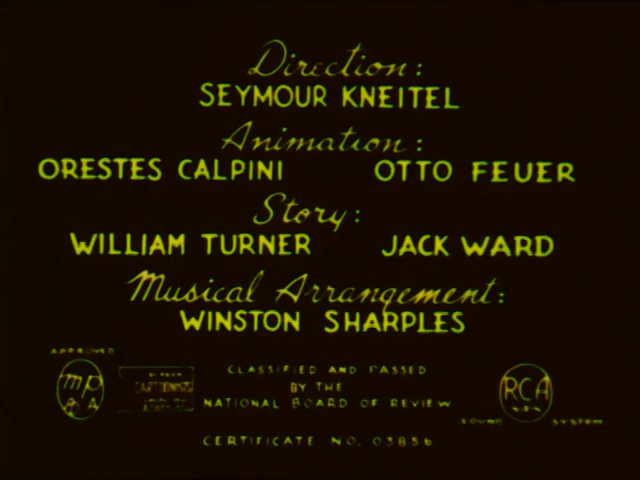 Direction:
SEYMOUR KNEITEL
Animation:
ORESTES CALPINI OTTO FEUER
Story:
WILLIAM TURNER JACK WARD
Musical Arrangement:
WINSTON SHARPLES
APPROVED
MPPDA
CLASSIFIED AND PASSED
BY THE
NATIONAL BOARD OF REVIEW
RCA
SOUND SYSTEM
CERTIFICATE NO. 03856